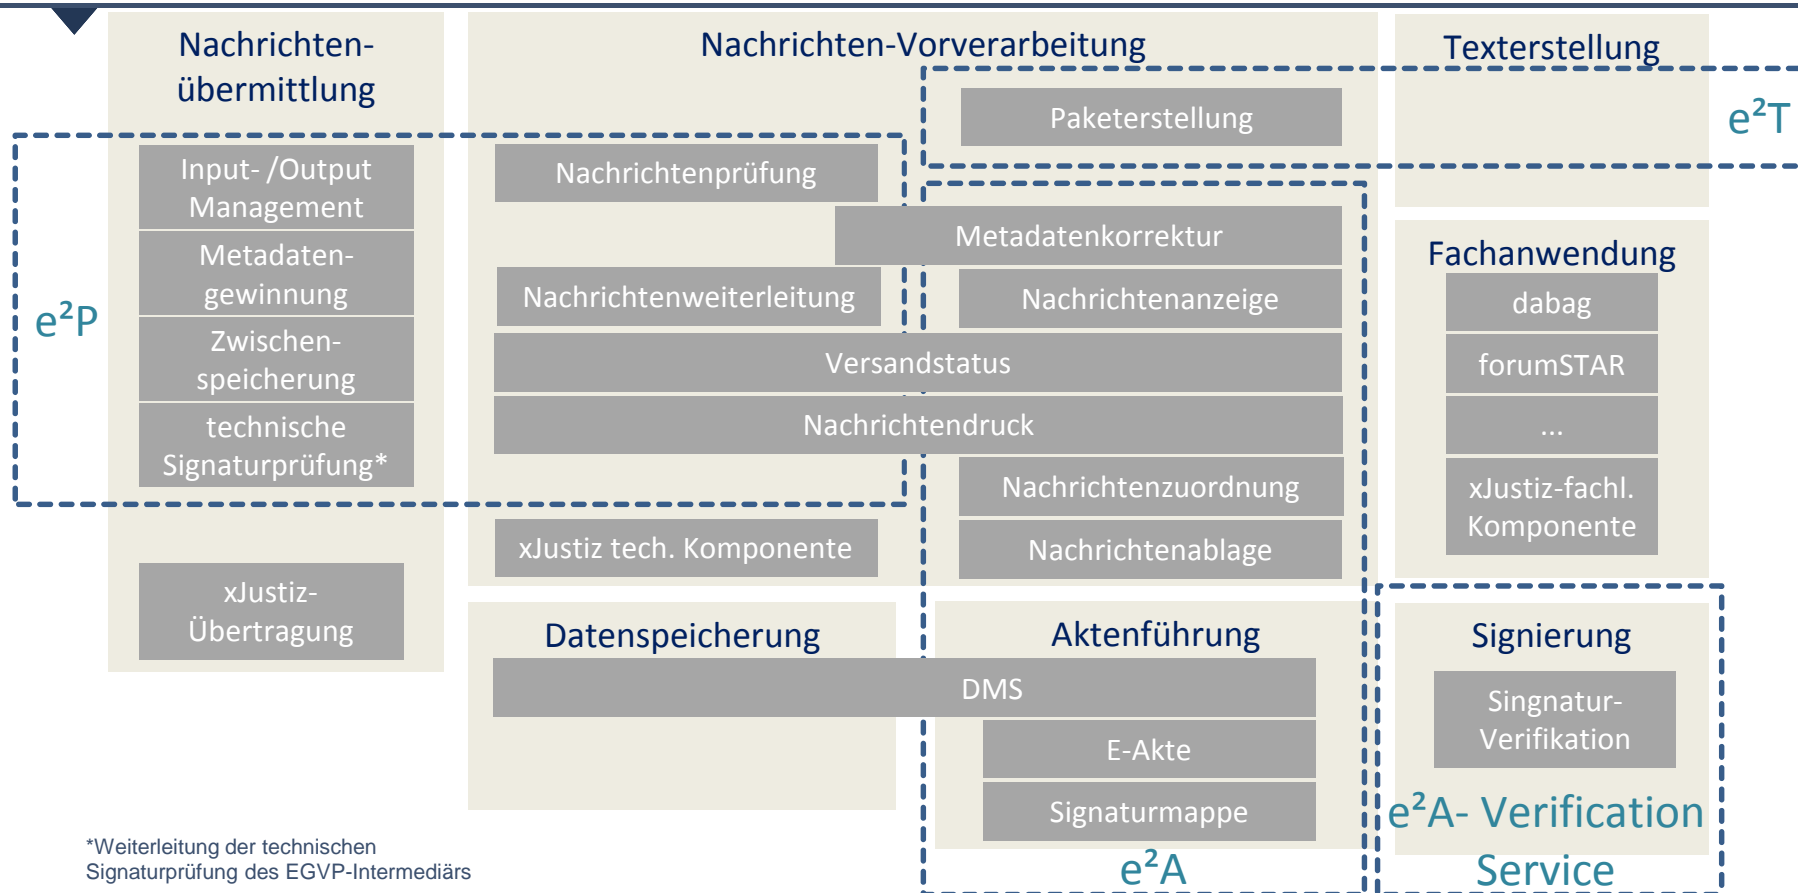 Nachrichten-
übermittlung
Input- /Output
Management
Metadaten-
gewinnung
Zwischen-
speicherung
technische
Signaturprüfung*
xJustiz-
Übertragung
e²P
Nachrichten-Vorverarbeitung
Paketerstellung
Nachrichtenprüfung
Metadatenkorrektur
Nachrichtenweiterleitung
Nachrichtenanzeige
Versandstatus
Nachrichtendruck
Nachrichtenzuordnung
xJustiz tech. Komponente
Nachrichtenablage
Texterstellung
e²T
Fachanwendung
dabag
forumSTAR
...
xJustiz-fachl.
Komponente
Datenspeicherung
Aktenführung
DMS
E-Akte
Signaturmappe
e²A
Signierung
Singnatur-
Verifikation
e²A- Verification
Service
*Weiterleitung der technischen
Signaturprüfung des EGVP-Intermediärs